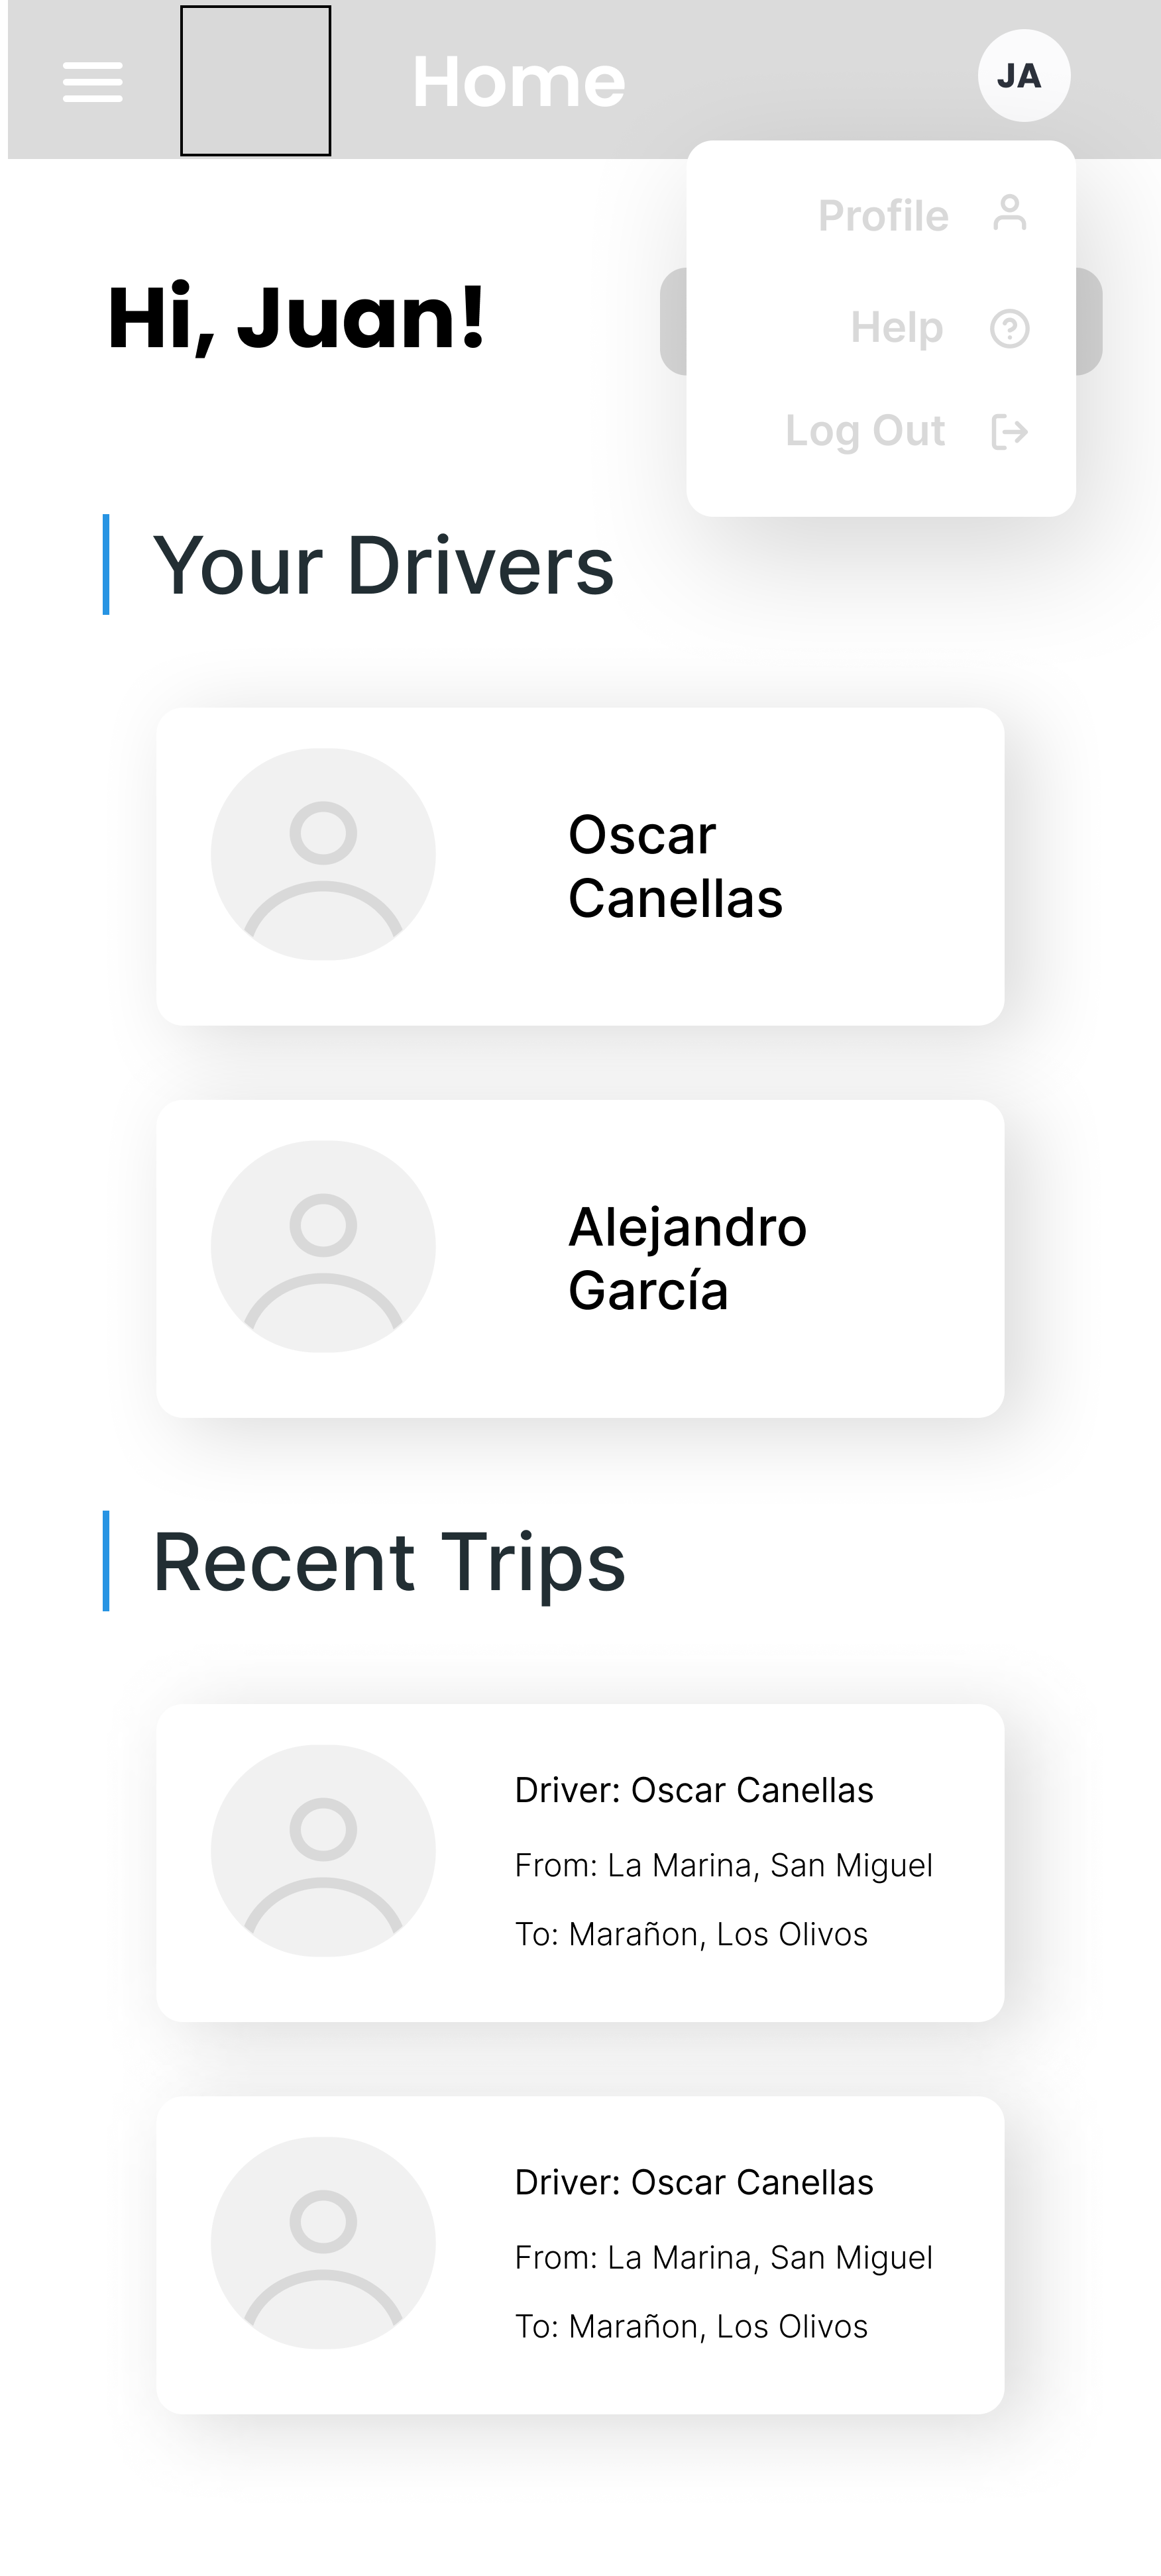 Home
JA
Profile
Help
Log Out
Hi, Juan!
Your Drivers
Oscar
Canellas
Alejandro
García
Recent Trips
Driver: Oscar Canellas
From: La Marina, San Miguel
To: Marañon, Los Olivos
Driver: Oscar Canellas
From: La Marina, San Miguel
To: Marañon, Los Olivos